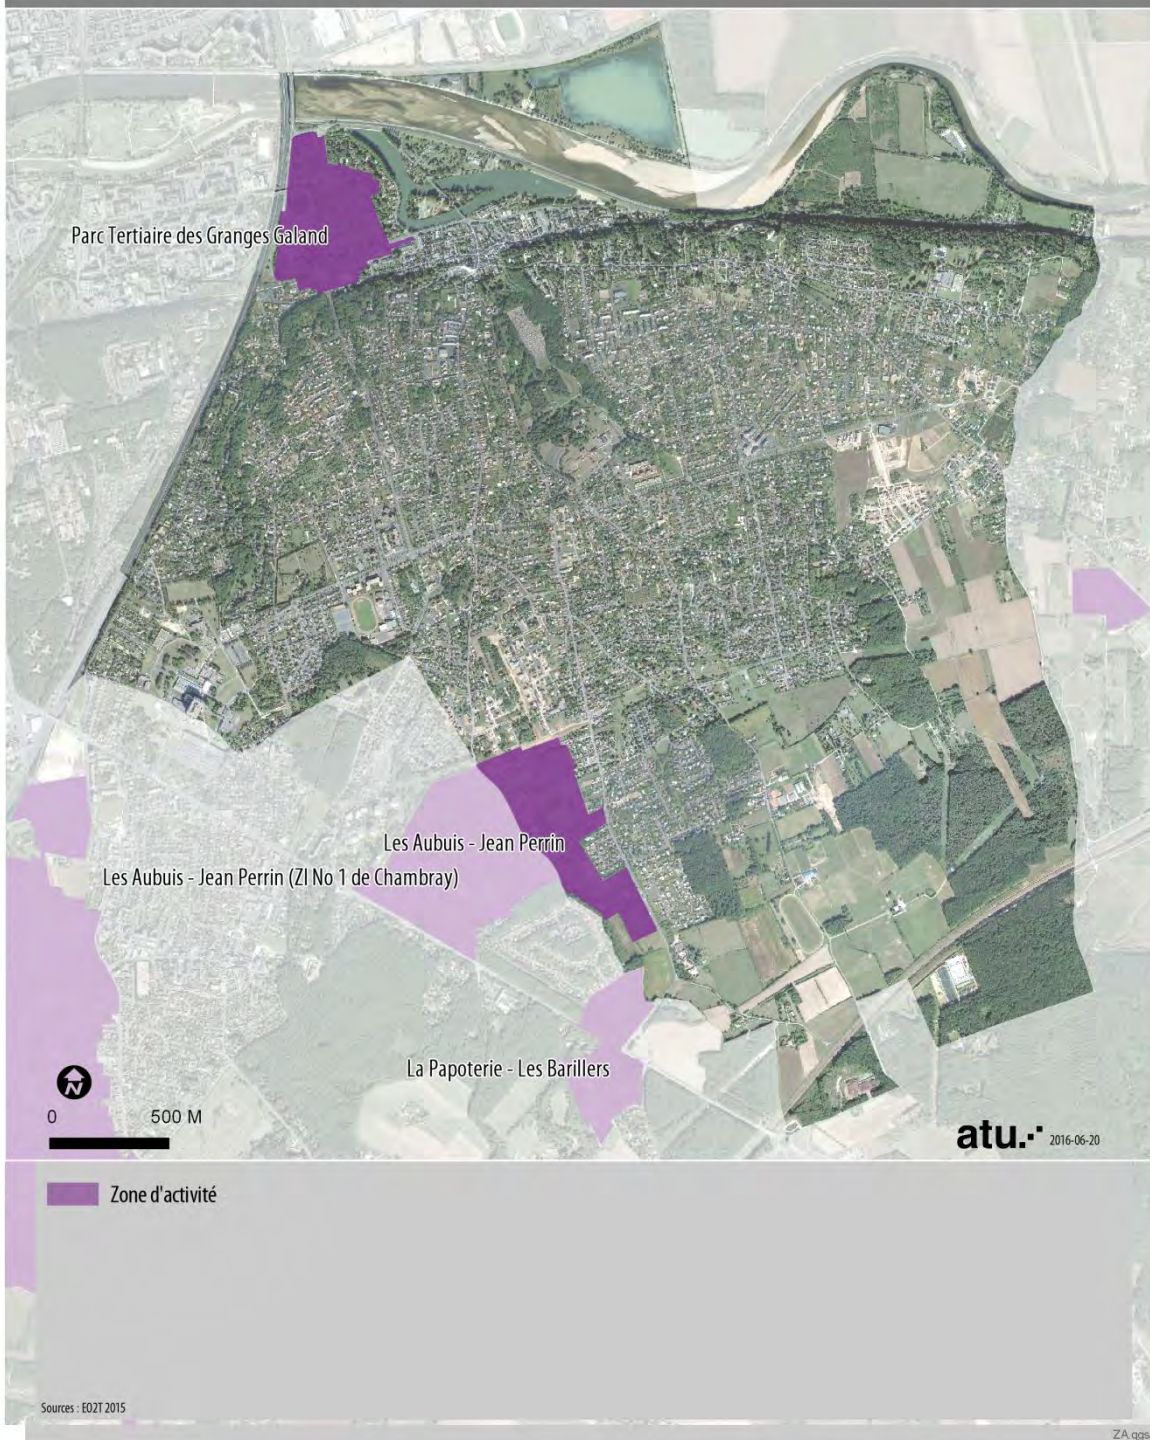 Parc Tertiaire des Granges Galand
Les Aubuis - Jean Perrin
Les Aubuis - Jean Perrin (ZI No 1 de Chambray)
La Papoterie - Les Barillers
N
0 500 M
atu. 2016-06-20
Zone d'activité
Sources : EO2T 2015
ZA.qgs